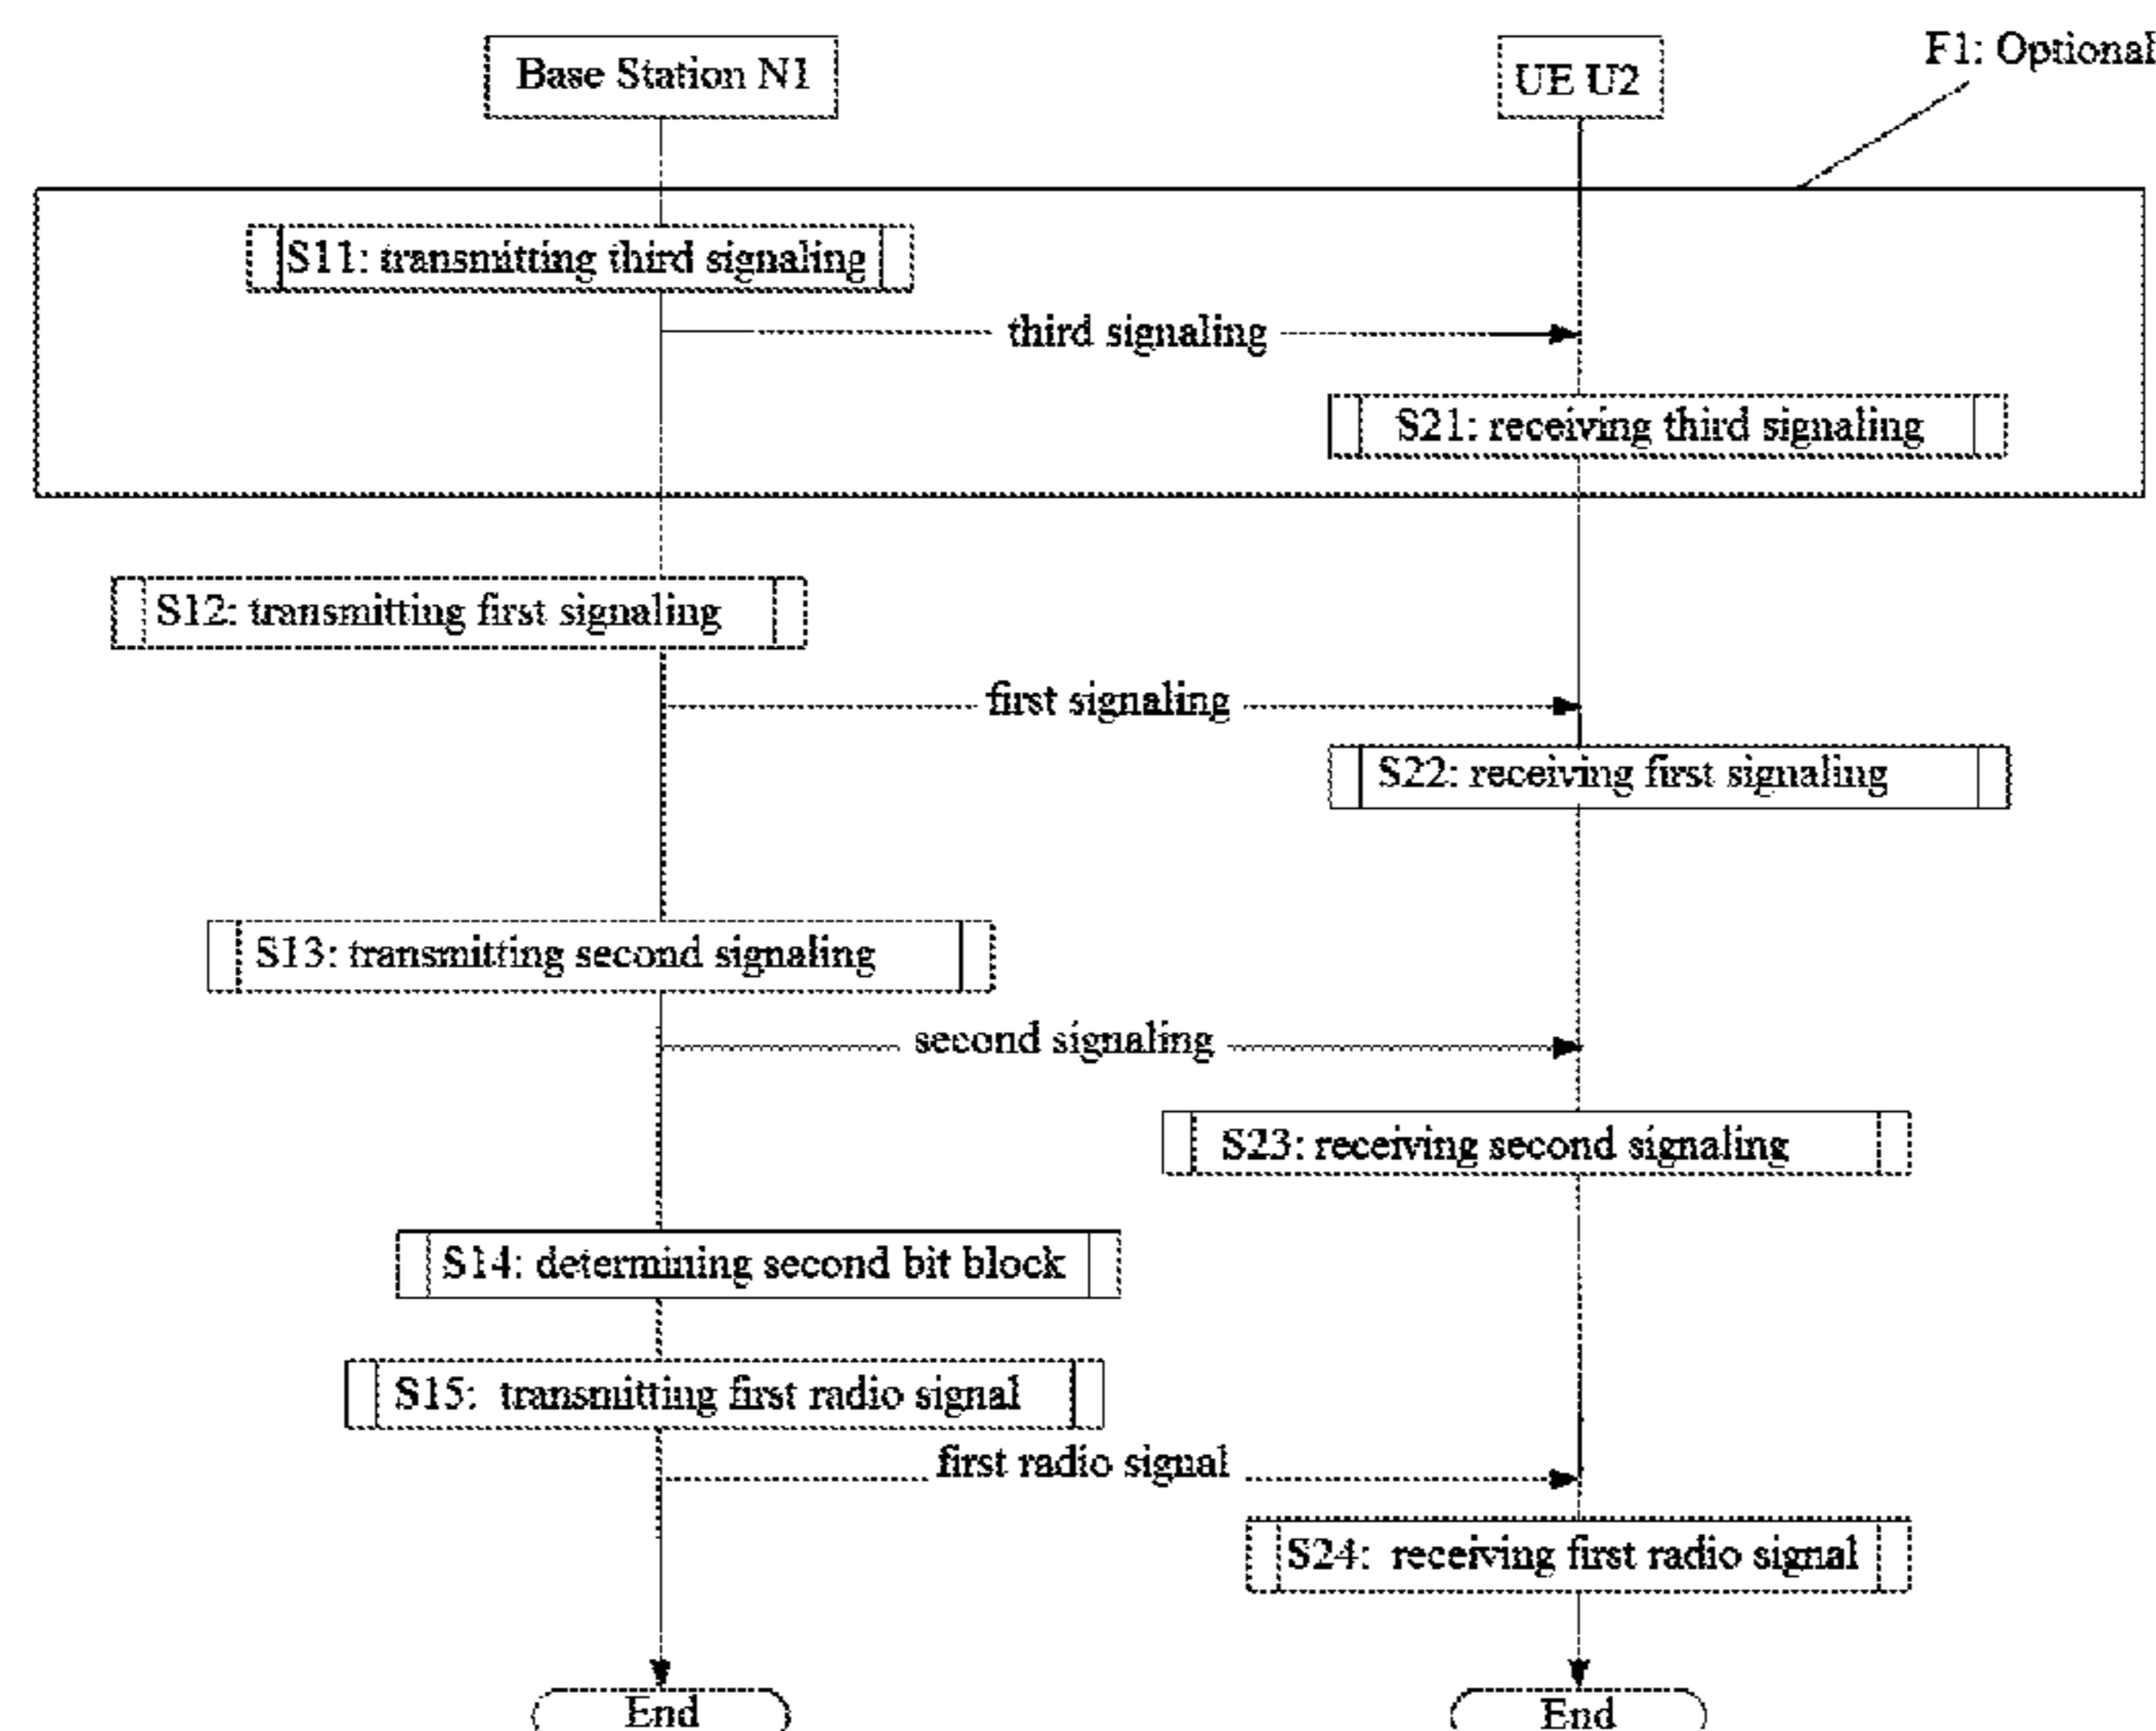 Base Station N1
UE U2
F1: Optional
S11: transmitting third signaling
third signaling
S21: receiving third signaling
S12: transmitting first signaling
first signaling
S22: receiving first signaling
S13: transmitting second signaling
second signaling
S23: receiving second signaling
S14: determining second bit block
S15: transmitting first radio signal
first radio signal
S24: receiving first radio signal
End
End